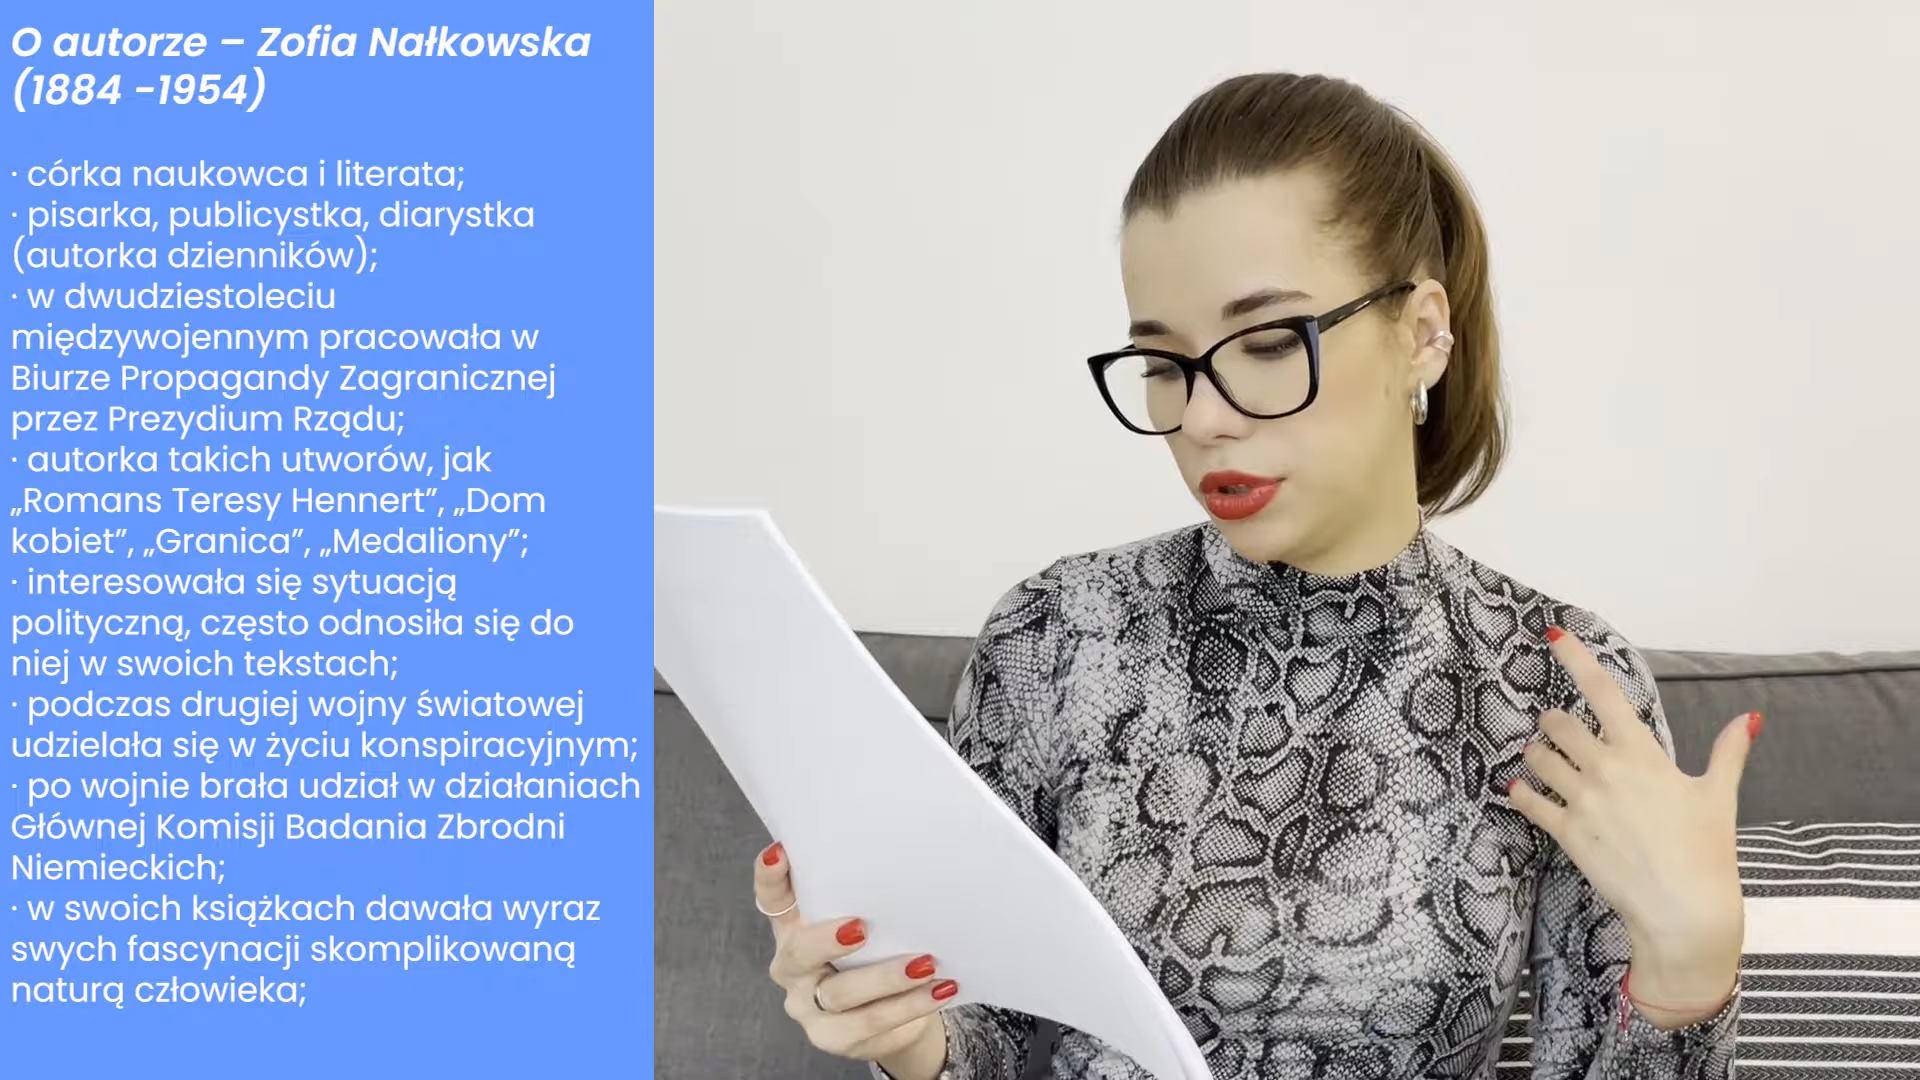 O autorze – Zofia Nałkowska
(1884 -1954)
· córka naukowca i literata;
· pisarka, publicystka, diarystka
(autorka dzienników);
· w dwudziestoleciu
międzywojennym pracowała w
Biurze Propagandy Zagranicznej
przez Prezydium Rządu;
· autorka takich utworów, jak
„Romans Teresy Hennert”, „Dom
kobiet”, „Granica”, „Medaliony”;
· interesowała się sytuacją
polityczną, często odnosiła się do
niej w swoich tekstach;
· podczas drugiej wojny światowej
udzielała się w życiu konspiracyjnym;
· po wojnie brała udział w działaniach
Głównej Komisji Badania Zbrodni
Niemieckich;
· w swoich książkach dawała wyraz
swych fascynacji skomplikowaną
naturą człowieka;